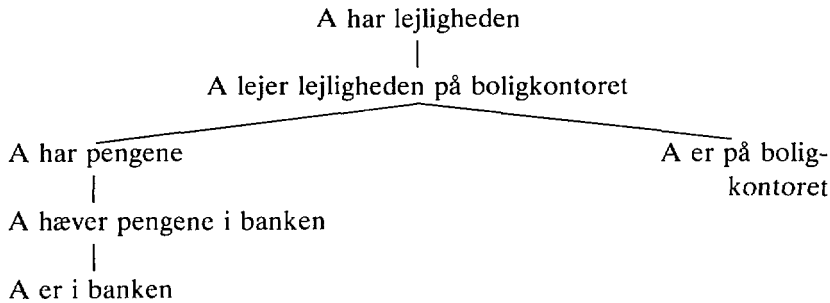 A har lejligheden
A lejer lejligheden på boligkontoret
A har pengene
A er på bolig-
kontoret
A hæver pengene i banken
A er i banken